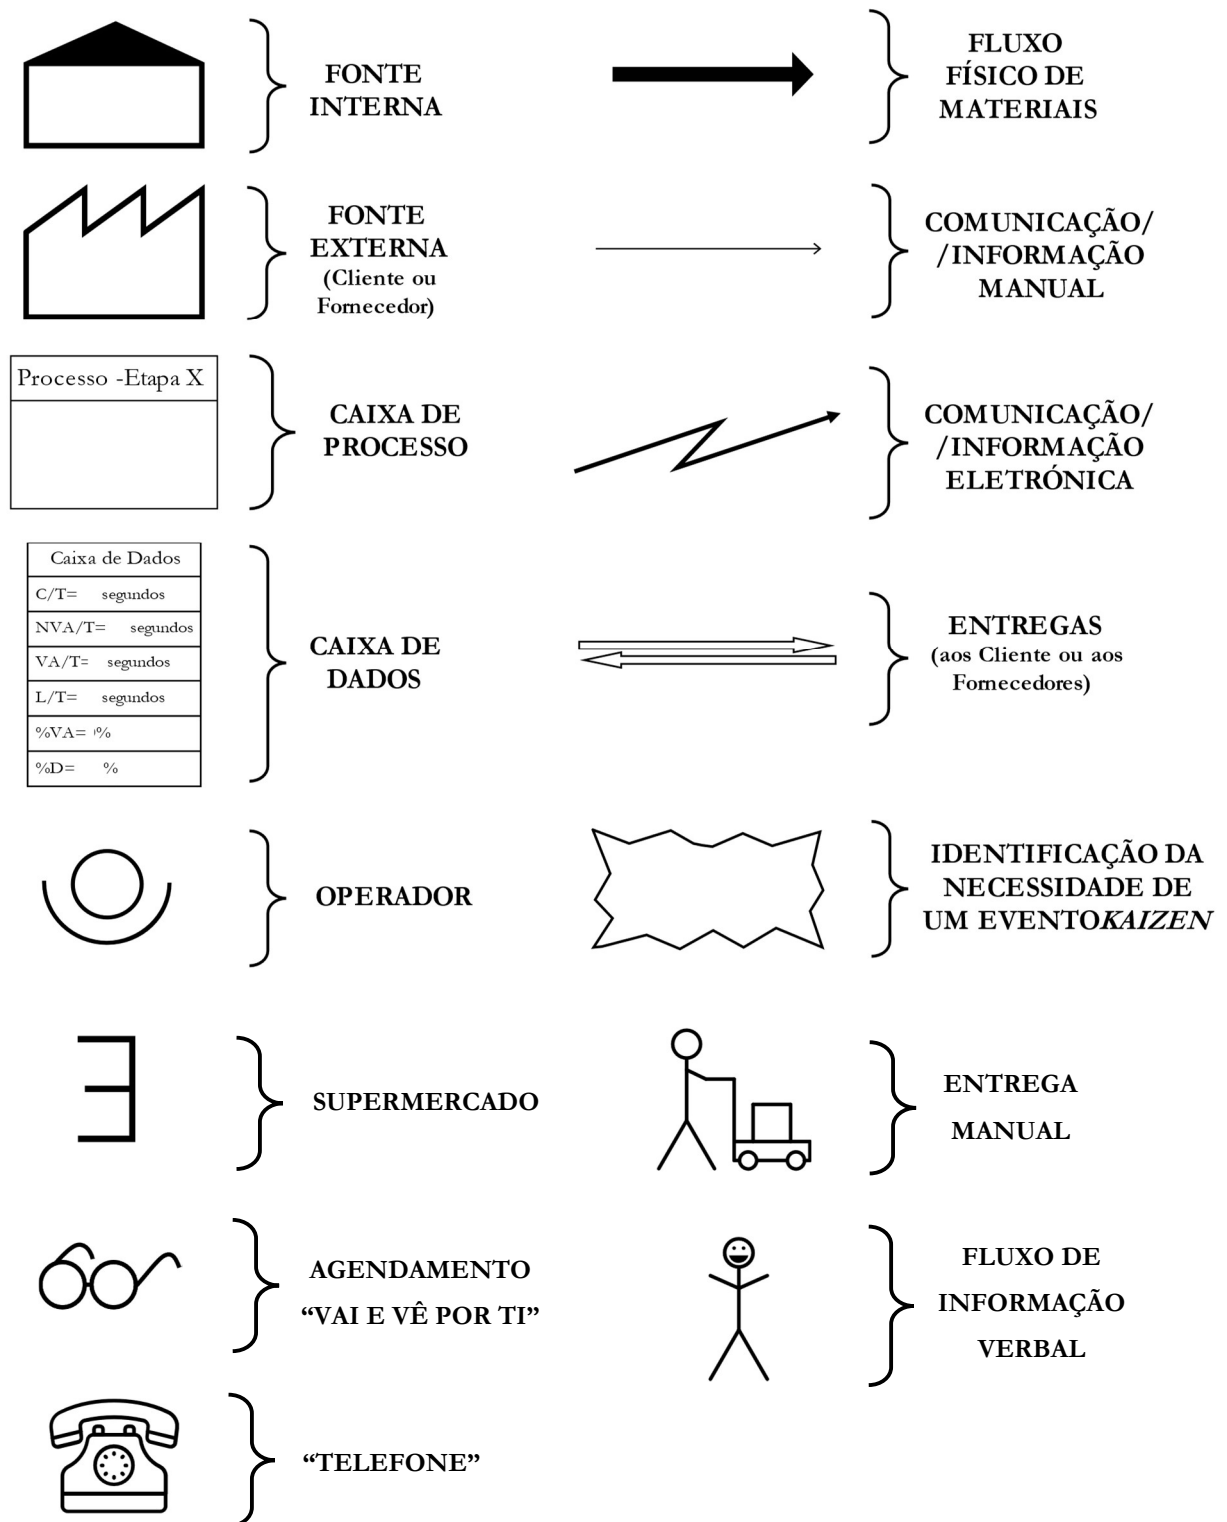 FONTE
INTERNA
FLUXO
FÍSICO DE
MATERIAIS
FONTE
EXTERNA
(Cliente ou
Fornecedor)
COMUNICAÇÃO/
/INFORMAÇÃO
MANUAL
Processo -Etapa X
CAIXA DE
PROCESSO
COMUNICAÇÃO/
/INFORMAÇÃO
ELETRÓNICA
Caixa de Dados
C/T= segundos
NVA/T= segundos
VA/T= segundos
L/T= segundos
%VA= %
%D= %
CAIXA DE
DADOS
ENTREGAS
(aos Cliente ou aos
Fornecedores)
OPERADOR
IDENTIFICAÇÃO DA
NECESSIDADE DE
UM EVENTOKAIZEN
SUPERMERCADO
ENTREGA
MANUAL
AGENDAMENTO
“VAI E VÊ POR TI”
FLUXO DE
INFORMAÇÃO
VERBAL
“TELEFONE”